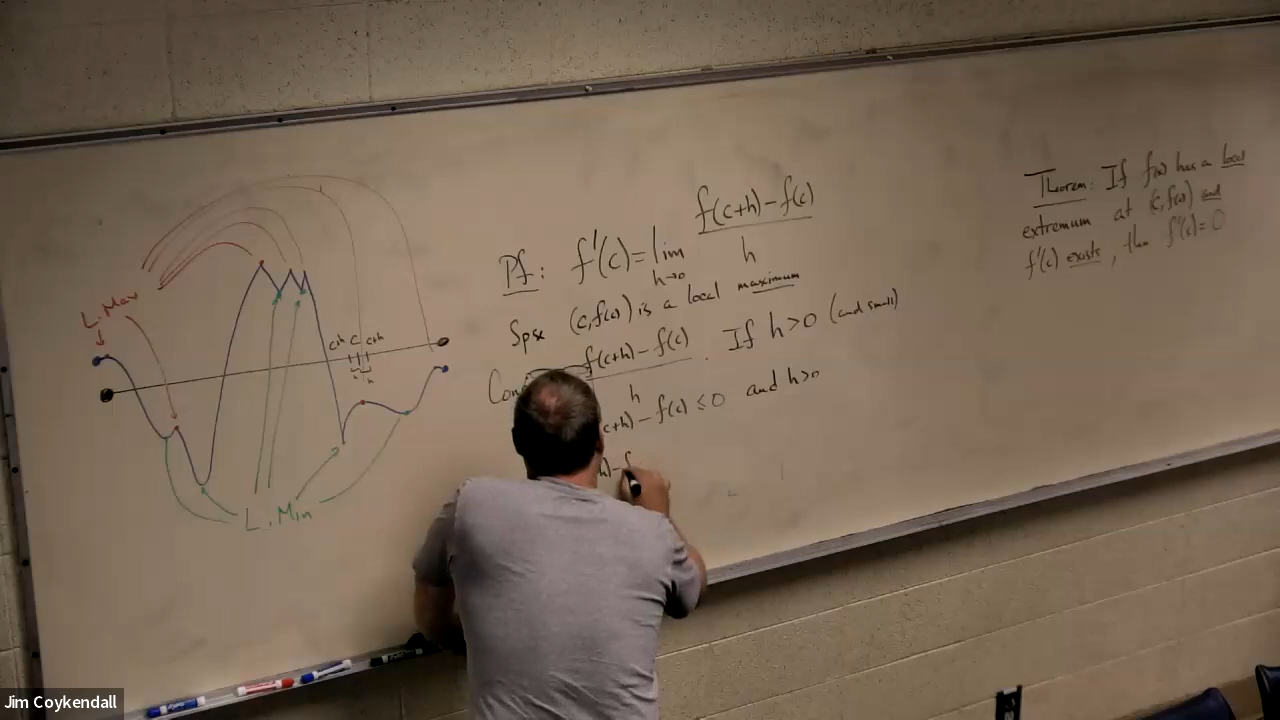 L. Max
c+h c c+h
h h
L. Min
Pf: f'(c) = lim h→0 f(c+h)-f(c) / h
Spse (c, f(c)) is a local maximum
f(c+h)-f(c) / h . If h>0 (and small)
c+h) - f(c) ≤ 0 and h>0
h)-f
Theorem: If f(x) has a local
extremum at (c, f(c)) and
f'(c) exists, then f'(c)=0
Jim Coykendall